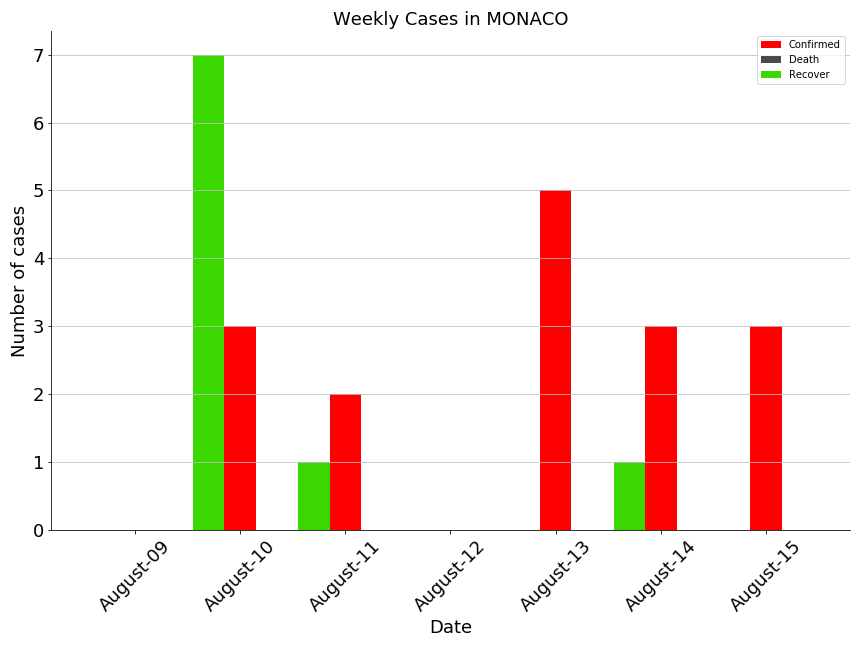 Weekly Cases in MONACO
Confirmed
Death
Recover
Number of cases
7
6
5
4
3
2
1
0
August-09
August-10
August-11
August-12
August-13
August-14
August-15
Date